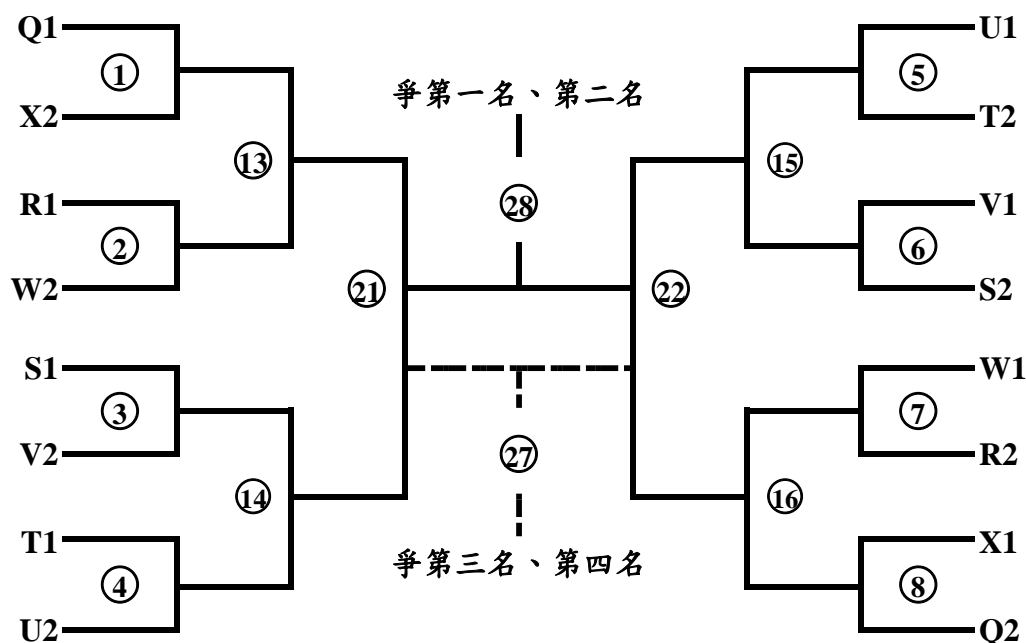 Q1
U1
①
⑤
爭第一名、第二名
X2
T2
⑬
⑮
R1
V1
㉘
②
⑥
W2
S2
㉑
㉒
S1
W1
③
⑦
V2
R2
㉗
⑭
⑯
T1
X1
爭第三名、第四名
④
⑧
U2
Q2